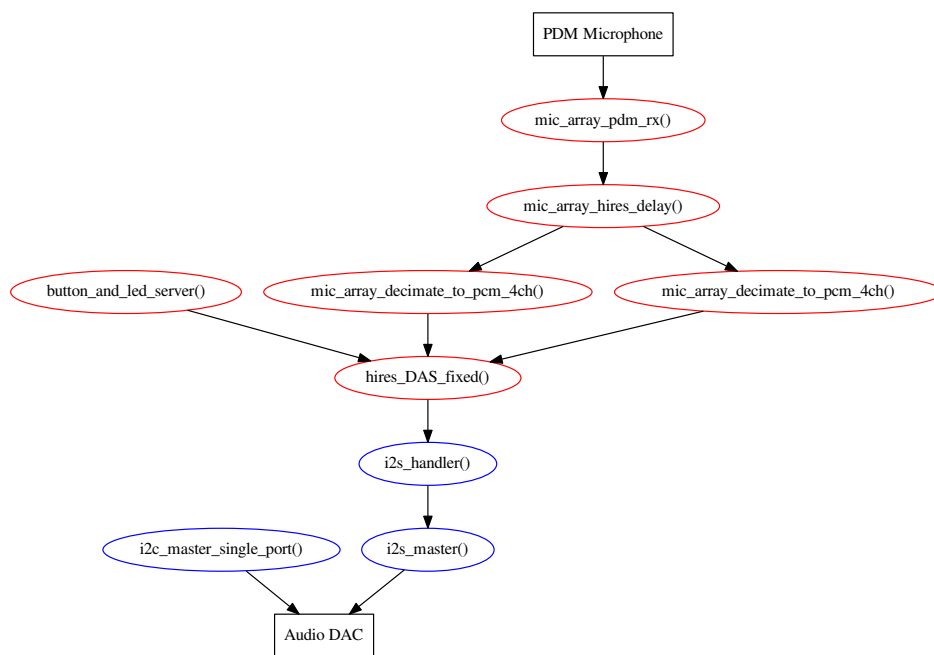 PDM Microphone
mic_array_pdm_rx()
mic_array_hires_delay()
button_and_led_server()
mic_array_decimate_to_pcm_4ch()
mic_array_decimate_to_pcm_4ch()
hires_DAS_fixed()
i2s_handler()
i2c_master_single_port()
i2s_master()
Audio DAC